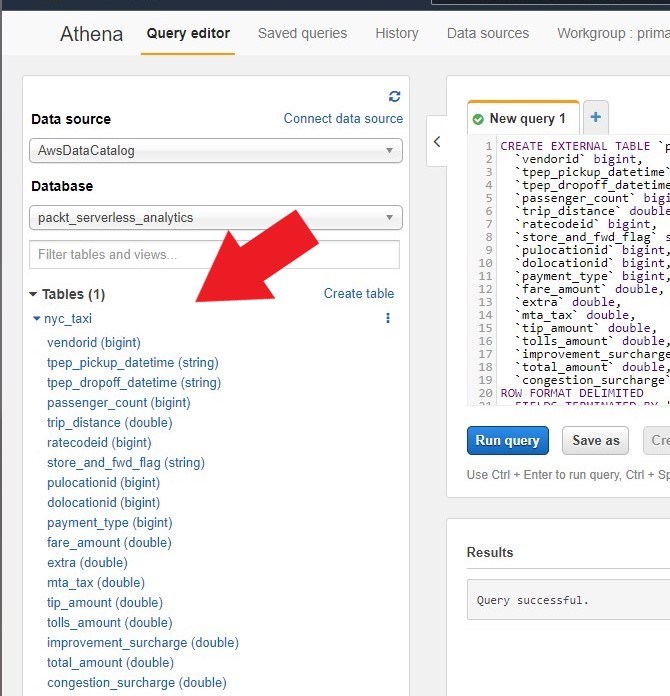 Athena Query editor Saved queries History Data sources Workgroup : prima
Data source Connect data source
AwsDataCatalog
Database
packt_serverless_analytics
Filter tables and views...
Tables (1) Create table
nyc_taxi
vendorid (bigint)
tpep_pickup_datetime (string)
tpep_dropoff_datetime (string)
passenger_count (bigint)
trip_distance (double)
ratecodeid (bigint)
store_and_fwd_flag (string)
pulocationid (bigint)
dolocationid (bigint)
payment_type (bigint)
fare_amount (double)
extra (double)
mta_tax (double)
tip_amount (double)
tolls_amount (double)
improvement_surcharge (double)
total_amount (double)
congestion_surcharge (double)
New query 1 +
1 CREATE EXTERNAL TABLE `p
2 `vendorid` bigint,
3 `tpep_pickup_datetime`
4 `tpep_dropoff_datetime
5 `passenger_count` bigi
6 `trip_distance` double
7 `ratecodeid` bigint,
8 `store_and_fwd_flag` s
9 `pulocationid` bigint,
10 `dolocationid` bigint,
11 `payment_type` bigint,
12 `fare_amount` double,
13 `extra` double,
14 `mta_tax` double,
15 `tip_amount` double,
16 `tolls_amount` double,
17 `improvement_surcharge
18 `total_amount` double,
19 `congestion_surcharge`
20 ROW FORMAT DELIMITED
21 FIELDS TERMINATED BY '
Run query Save as Cre
Use Ctrl + Enter to run query, Ctrl + Sp
Results
Query successful.